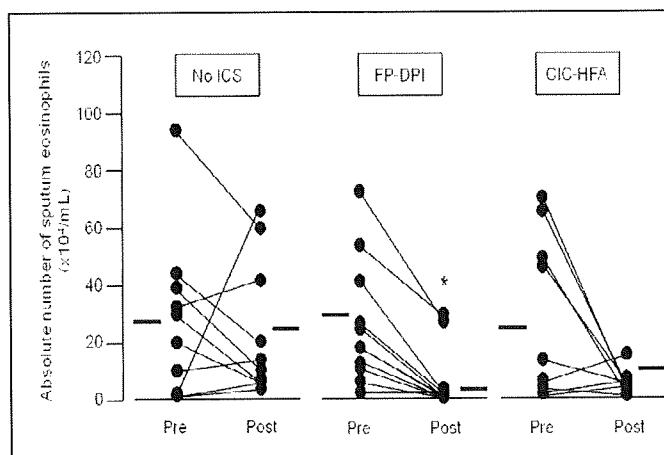 120
100
80
60
40
20
0
Absolute number of sputum eosinophils
(x10⁴/mL)
No ICS
FP-DPI
CIC-HFA
*
Pre
Post
Pre
Post
Pre
Post